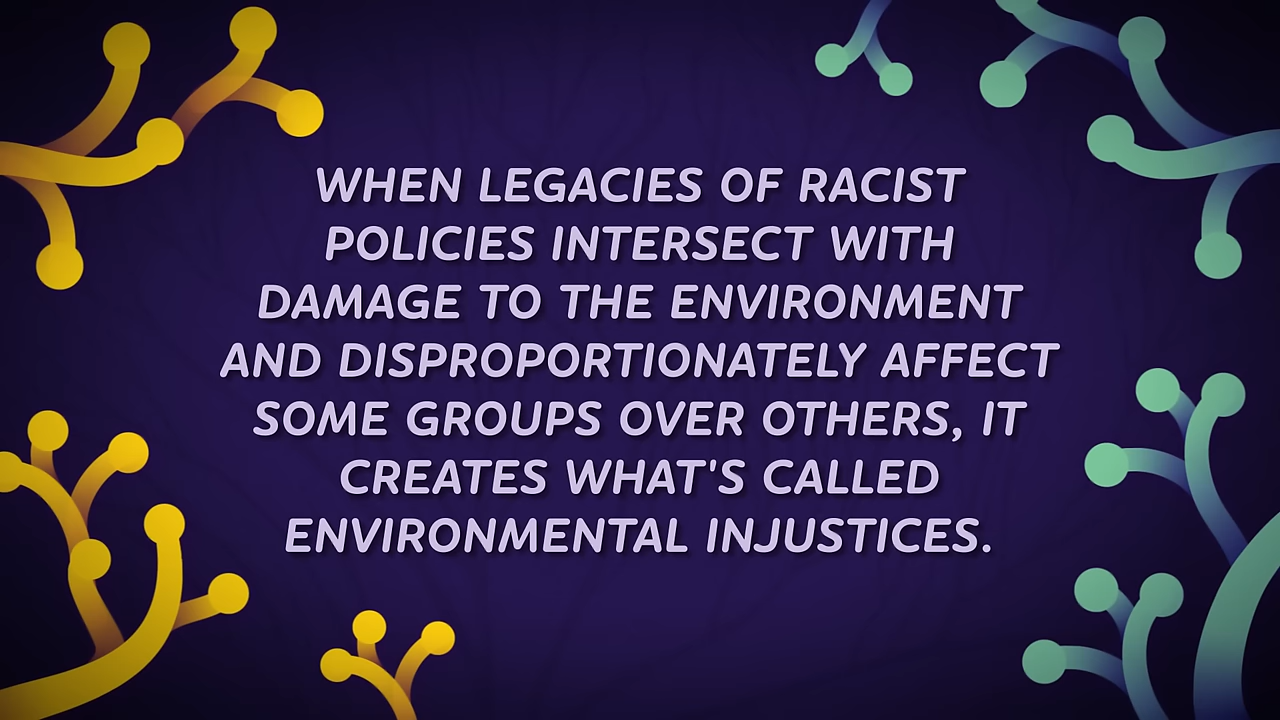 WHEN LEGACIES OF RACIST
POLICIES INTERSECT WITH
DAMAGE TO THE ENVIRONMENT
AND DISPROPORTIONATELY AFFECT
SOME GROUPS OVER OTHERS, IT
CREATES WHAT'S CALLED
ENVIRONMENTAL INJUSTICES.